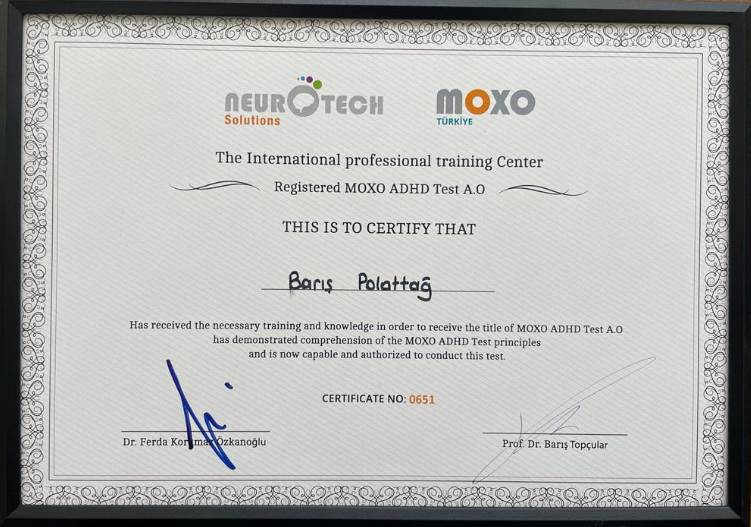 NEUROTECH
Solutions
MOXO
TÜRKİYE
The International professional training Center
Registered MOXO ADHD Test A.O
THIS IS TO CERTIFY THAT
Barış Polattağ
Has received the necessary training and knowledge in order to receive the title of MOXO ADHD Test A.O
has demonstrated comprehension of the MOXO ADHD Test principles
and is now capable and authorized to conduct this test.
CERTIFICATE NO: 0651
Dr. Ferda Korkmaz Özkanoğlu
Prof. Dr. Barış Topçular